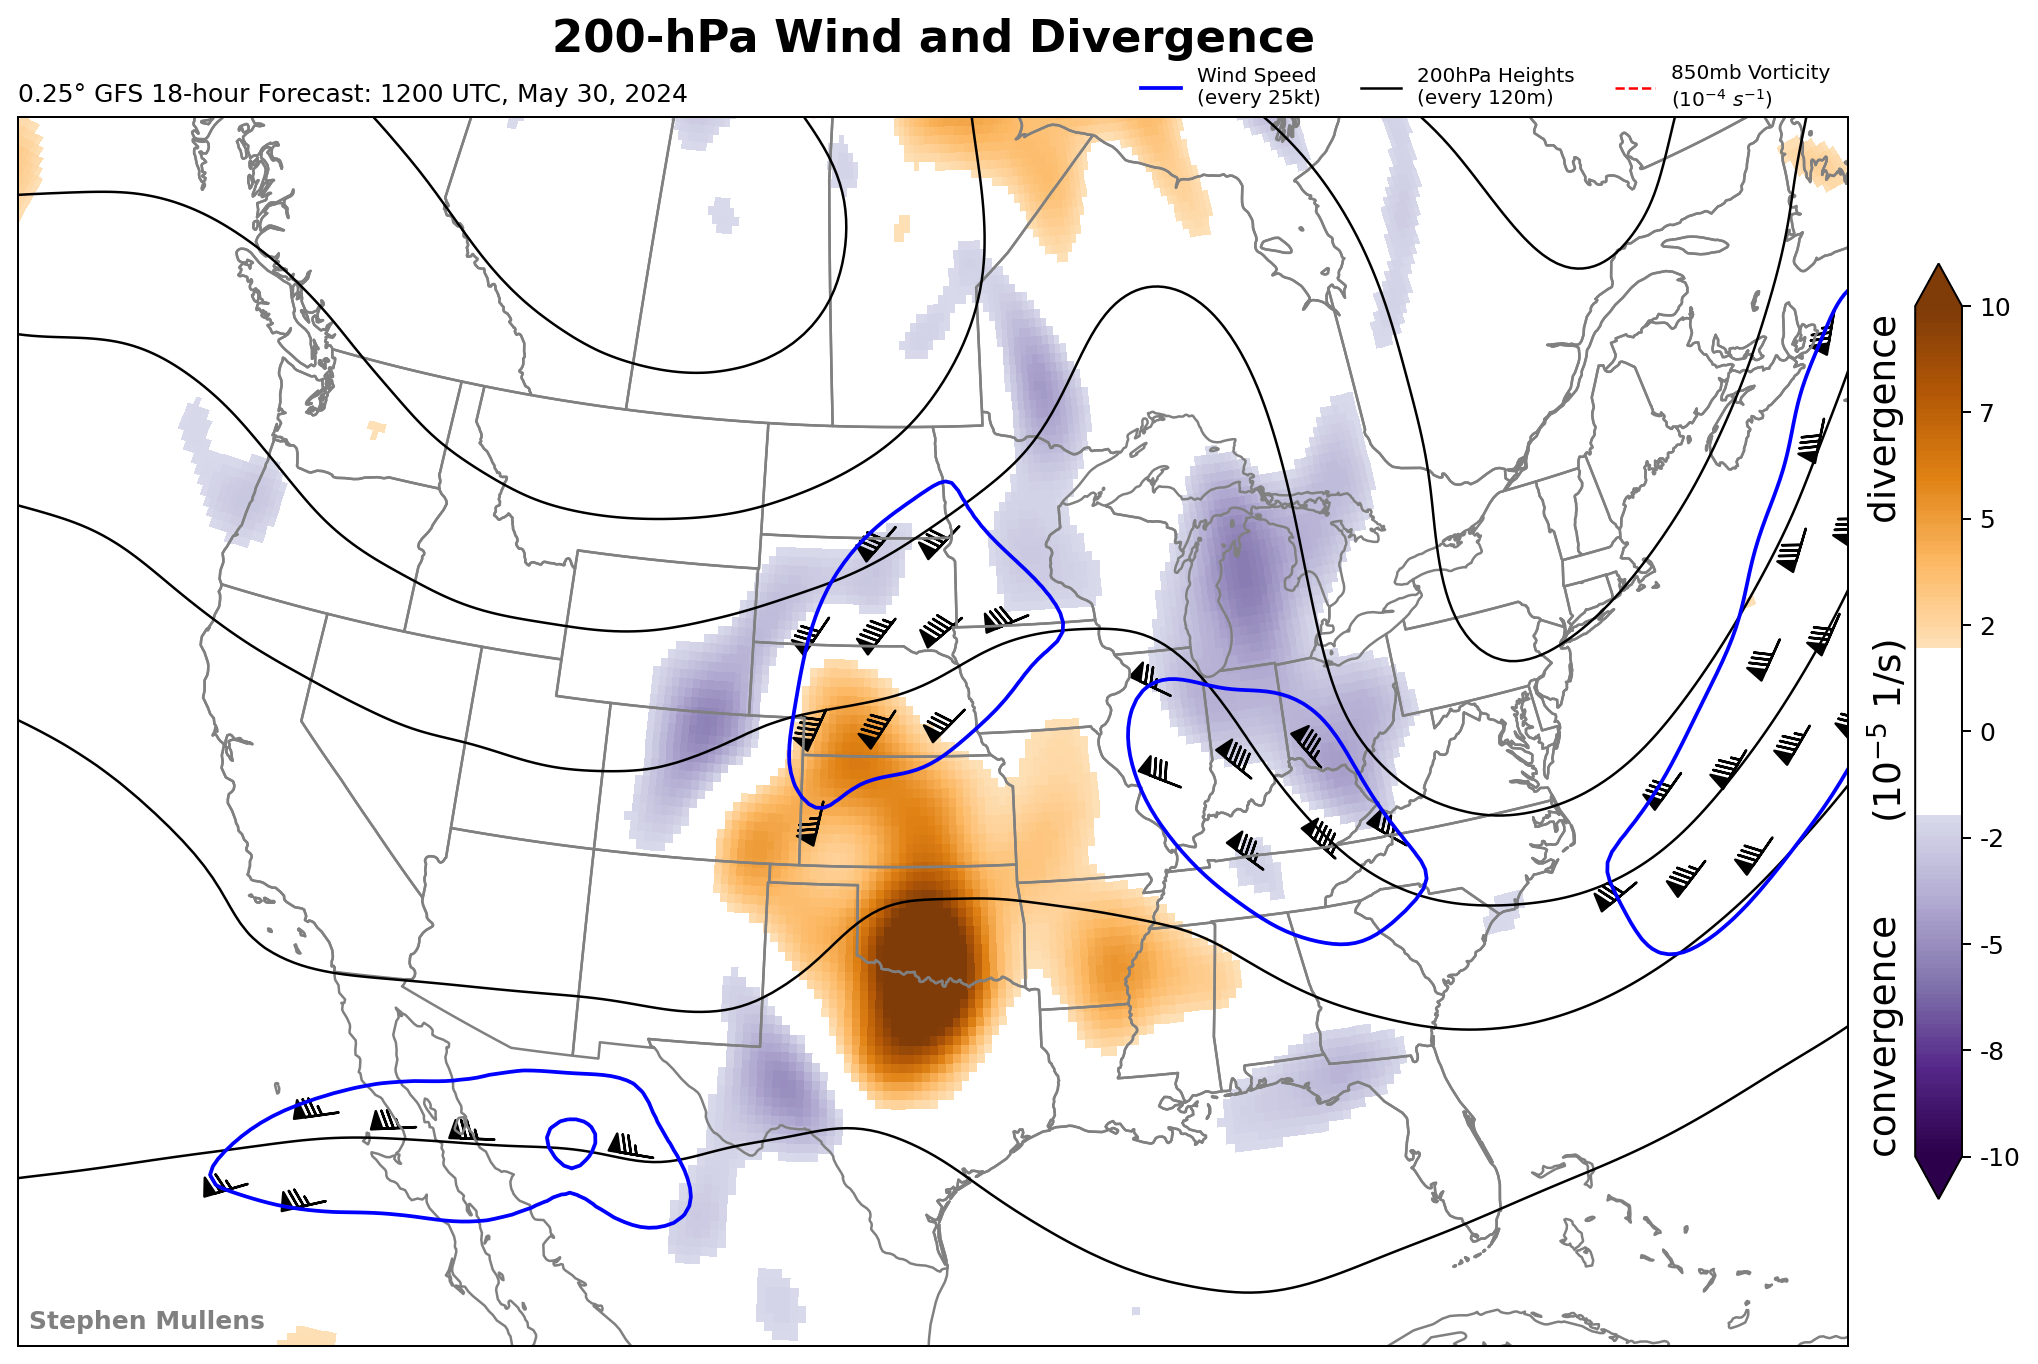 200-hPa Wind and Divergence
0.25° GFS 18-hour Forecast: 1200 UTC, May 30, 2024
Wind Speed
(every 25kt)
200hPa Heights
(every 120m)
850mb Vorticity
(10⁻⁴ s⁻¹)
10
7
5
2
0
-2
-5
-8
-10
convergence (10⁻⁵ 1/s) divergence
Stephen Mullens